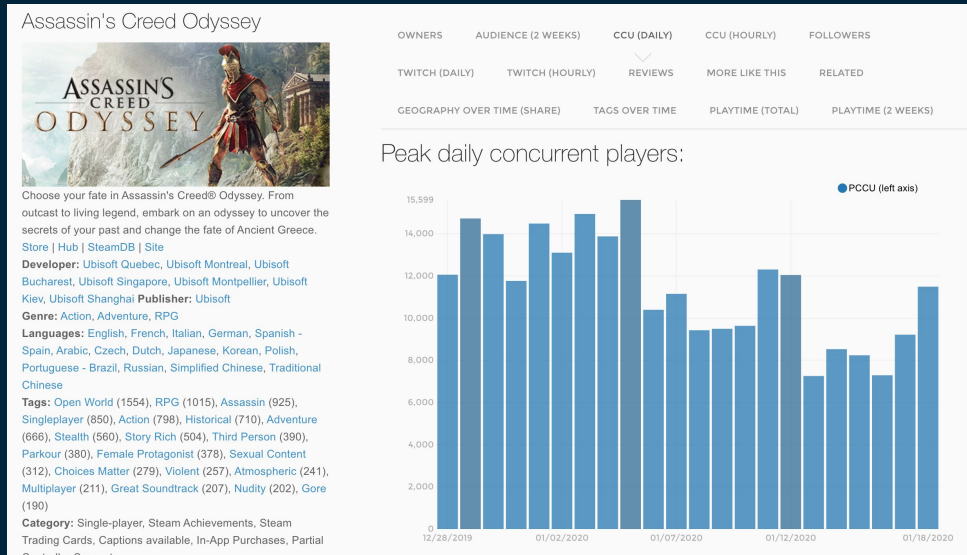 Assassin's Creed Odyssey
ASSASSIN'S
CREED
ODYSSEY
Choose your fate in Assassin's Creed® Odyssey. From
outcast to living legend, embark on an odyssey to uncover the
secrets of your past and change the fate of Ancient Greece.
Store | Hub | SteamDB | Site
Developer: Ubisoft Quebec, Ubisoft Montreal, Ubisoft
Bucharest, Ubisoft Singapore, Ubisoft Montpellier, Ubisoft
Kiev, Ubisoft Shanghai Publisher: Ubisoft
Genre: Action, Adventure, RPG
Languages: English, French, Italian, German, Spanish -
Spain, Arabic, Czech, Dutch, Japanese, Korean, Polish,
Portuguese - Brazil, Russian, Simplified Chinese, Traditional
Chinese
Tags: Open World (1554), RPG (1015), Assassin (925),
Singleplayer (850), Action (798), Historical (710), Adventure
(666), Stealth (560), Story Rich (504), Third Person (390),
Parkour (380), Female Protagonist (378), Sexual Content
(312), Choices Matter (279), Violent (257), Atmospheric (241),
Multiplayer (211), Great Soundtrack (207), Nudity (202), Gore
(190)
Category: Single-player, Steam Achievements, Steam
Trading Cards, Captions available, In-App Purchases, Partial
OWNERS AUDIENCE (2 WEEKS) CCU (DAILY) CCU (HOURLY) FOLLOWERS
TWITCH (DAILY) TWITCH (HOURLY) REVIEWS MORE LIKE THIS RELATED
GEOGRAPHY OVER TIME (SHARE) TAGS OVER TIME PLAYTIME (TOTAL) PLAYTIME (2 WEEKS)
Peak daily concurrent players:
PCCU (left axis)
15,599
14,000
12,000
10,000
8,000
6,000
4,000
2,000
0
12/28/2019 01/02/2020 01/07/2020 01/12/2020 01/18/2020